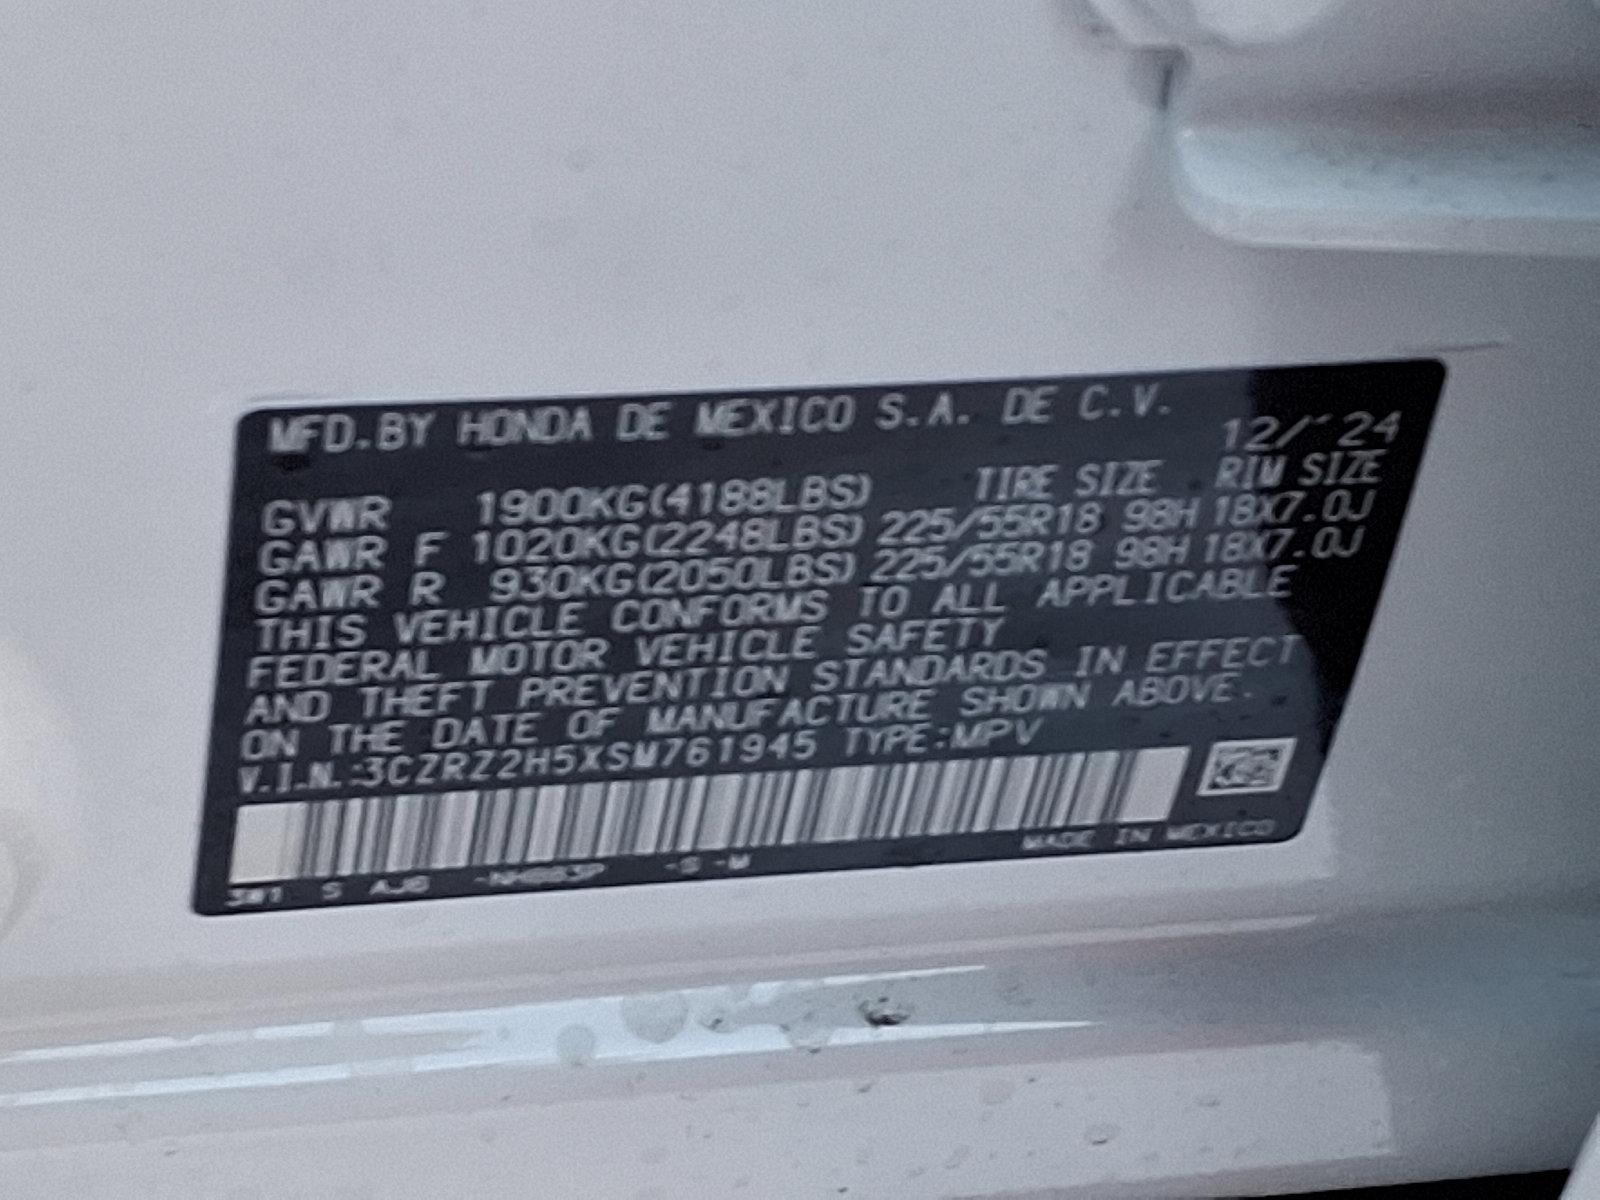 MFD.BY HONDA DE MEXICO S.A. DE C.V.
12/'24
TIRE SIZE RIM SIZE
GVWR 1900KG(4188LBS)
GAWR F 1020KG(2248LBS) 225/55R18 98H 18X7.0J
GAWR R 930KG(2050LBS) 225/55R18 98H 18X7.0J
THIS VEHICLE CONFORMS TO ALL APPLICABLE
FEDERAL MOTOR VEHICLE SAFETY
AND THEFT PREVENTION STANDARDS IN EFFECT
ON THE DATE OF MANUFACTURE SHOWN ABOVE.
V.I.N.:3CZRZ2H5XSM761945 TYPE:MPV
3W1 S AJ6 -NH883P -S -M
MADE IN MEXICO